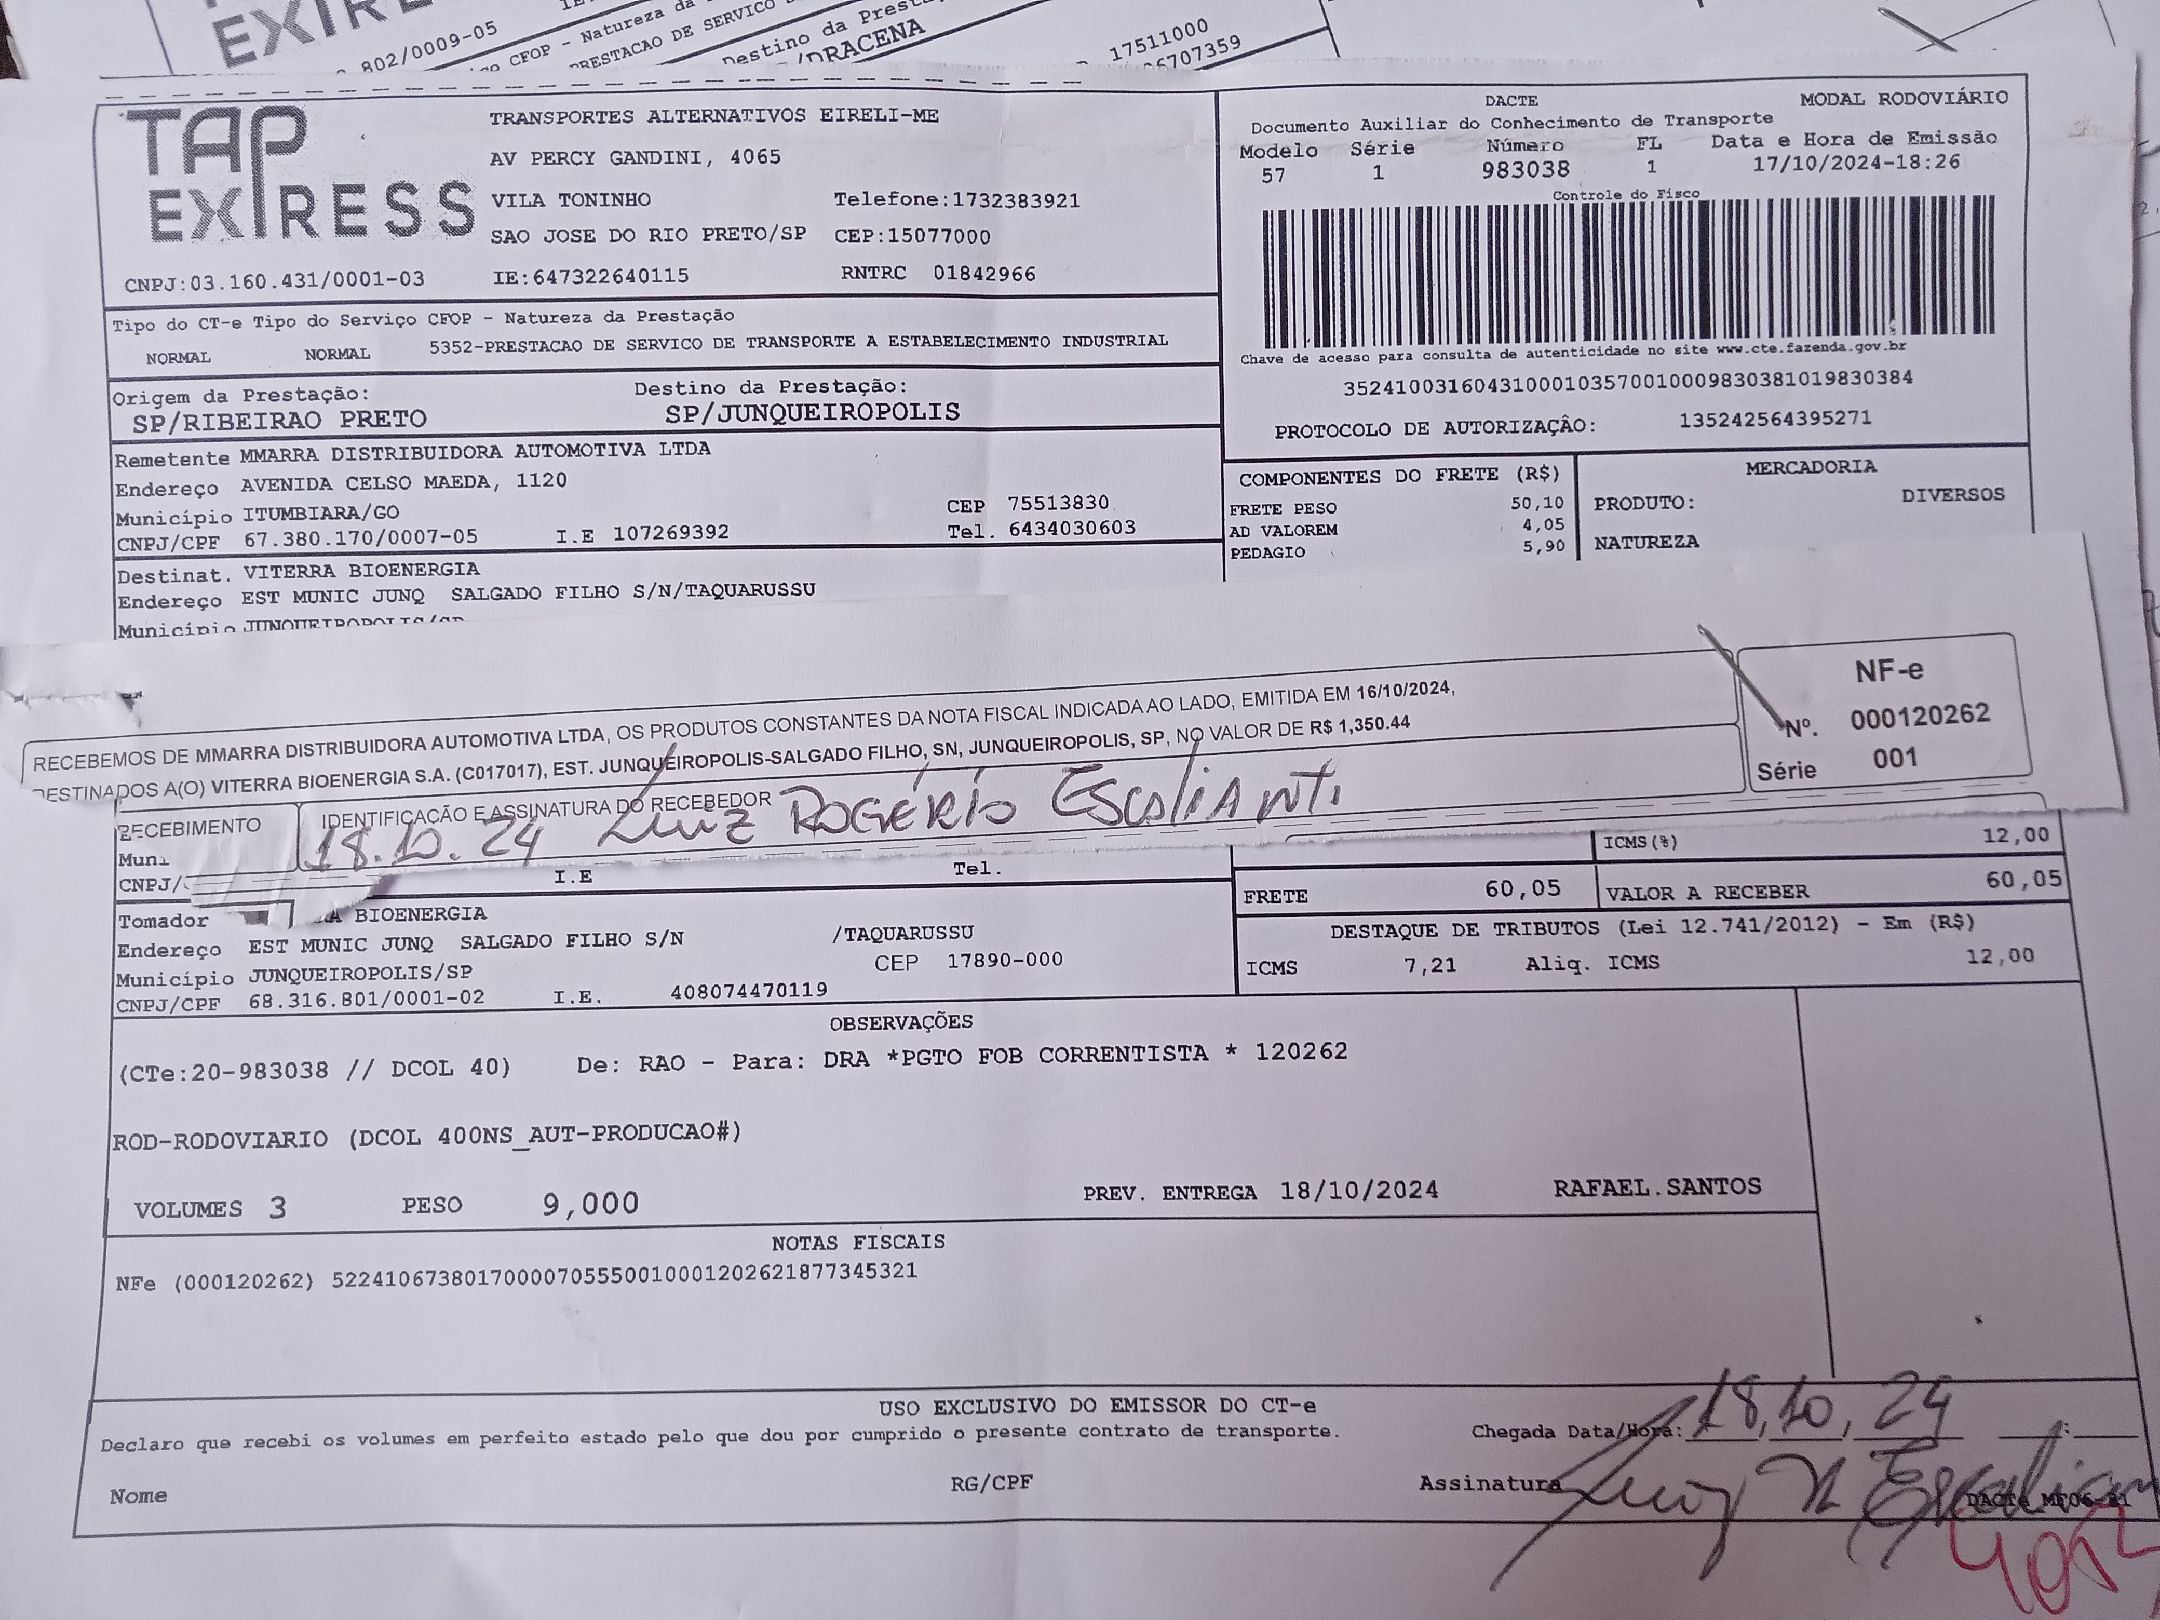 802/0009-05
CFOP - Natureza da
PRESTACAO DE SERVICO
Destino da
/DRACENA
17511000
6707359
TAP
EXPRESS
TRANSPORTES ALTERNATIVOS EIRELI-ME
AV PERCY GANDINI, 4065
VILA TONINHO Telefone:1732383921
SAO JOSE DO RIO PRETO/SP CEP:15077000
CNPJ:03.160.431/0001-03 IE:647322640115 RNTRC 01842966
DACTE MODAL RODOVIÁRIO
Documento Auxiliar do Conhecimento de Transporte
Modelo Série Número FL Data e Hora de Emissão
57 1 983038 1 17/10/2024-18:26
Controle do Fisco
Chave de acesso para consulta de autenticidade no site www.cte.fazenda.gov.br
35241003160431000103570010009830381019830384
PROTOCOLO DE AUTORIZAÇÂO: 135242564395271
Tipo do CT-e Tipo do Serviço CFOP - Natureza da Prestação
NORMAL NORMAL 5352-PRESTACAO DE SERVICO DE TRANSPORTE A ESTABELECIMENTO INDUSTRIAL
Origem da Prestação: Destino da Prestação:
SP/RIBEIRAO PRETO SP/JUNQUEIROPOLIS
Remetente MMARRA DISTRIBUIDORA AUTOMOTIVA LTDA
Endereço AVENIDA CELSO MAEDA, 1120
Município ITUMBIARA/GO CEP 75513830
CNPJ/CPF 67.380.170/0007-05 I.E 107269392 Tel. 6434030603
COMPONENTES DO FRETE (R$)
FRETE PESO 50,10
AD VALOREM 4,05
PEDAGIO 5,90
MERCADORIA
PRODUTO: DIVERSOS
NATUREZA
Destinat. VITERRA BIOENERGIA
Endereço EST MUNIC JUNQ SALGADO FILHO S/N/TAQUARUSSU
Município JUNQUEIROPOLIS/SP
RECEBEMOS DE MMARRA DISTRIBUIDORA AUTOMOTIVA LTDA, OS PRODUTOS CONSTANTES DA NOTA FISCAL INDICADA AO LADO, EMITIDA EM 16/10/2024,
DESTINADOS A(O) VITERRA BIOENERGIA S.A. (C017017), EST. JUNQUEIROPOLIS-SALGADO FILHO, SN, JUNQUEIROPOLIS, SP, NO VALOR DE R$ 1,350.44
NF-e
Nº. 000120262
Série 001
RECEBIMENTO IDENTIFICAÇÃO E ASSINATURA DO RECEBEDOR
18.10.24 Luiz ROGÉRIO EscaliANTi
Muni
CNPJ/ I.E Tel.
ICMS(%) 12,00
FRETE 60,05 VALOR A RECEBER 60,05
Tomador RA BIOENERGIA
Endereço EST MUNIC JUNQ SALGADO FILHO S/N /TAQUARUSSU
Município JUNQUEIROPOLIS/SP CEP 17890-000
CNPJ/CPF 68.316.801/0001-02 I.E. 408074470119
DESTAQUE DE TRIBUTOS (Lei 12.741/2012) - Em (R$)
ICMS 7,21 Aliq. ICMS 12,00
OBSERVAÇÕES
(CTe:20-983038 // DCOL 40) De: RAO - Para: DRA *PGTO FOB CORRENTISTA * 120262
ROD-RODOVIARIO (DCOL 400NS_AUT-PRODUCAO#)
VOLUMES 3 PESO 9,000 PREV. ENTREGA 18/10/2024 RAFAEL.SANTOS
NOTAS FISCAIS
NFe (000120262) 52241067380170000705550010001202621877345321
USO EXCLUSIVO DO EMISSOR DO CT-e
Declaro que recebi os volumes em perfeito estado pelo que dou por cumprido o presente contrato de transporte. Chegada Data/Hora: 18,10,24 :
Nome RG/CPF Assinatura